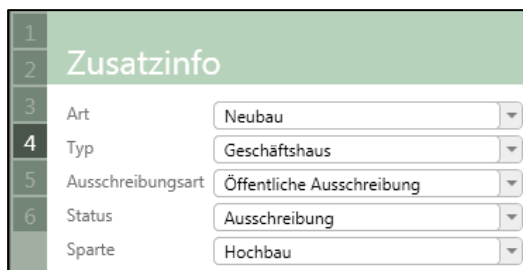 1
2
Zusatzinfo
3
Art Neubau
4
Typ Geschäftshaus
5
Ausschreibungsart Öffentliche Ausschreibung
6
Status Ausschreibung
Sparte Hochbau